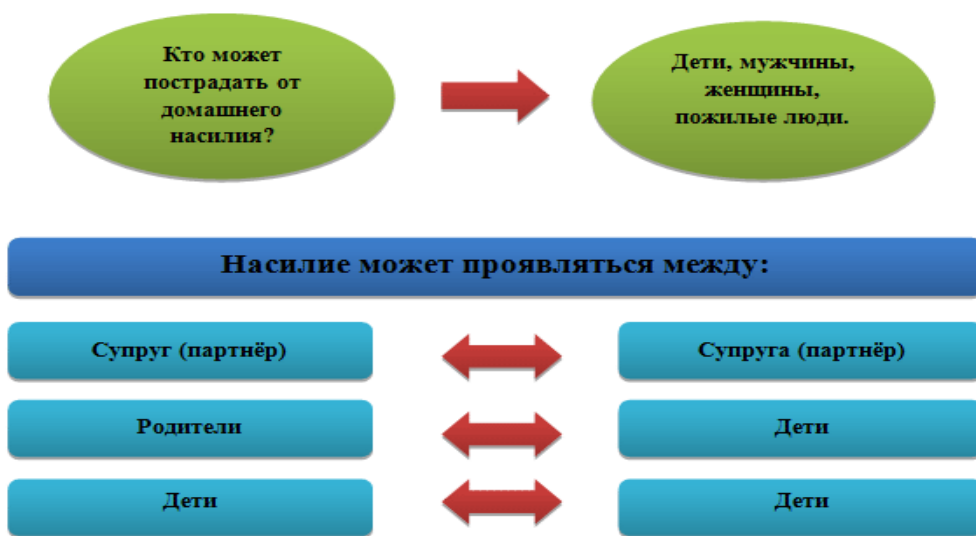 Кто может
пострадать от
домашнего
насилия?
Дети, мужчины,
женщины,
пожилые люди.
Насилие может проявляться между:
Супруг (партнёр)
Супруга (партнёр)
Родители
Дети
Дети
Дети